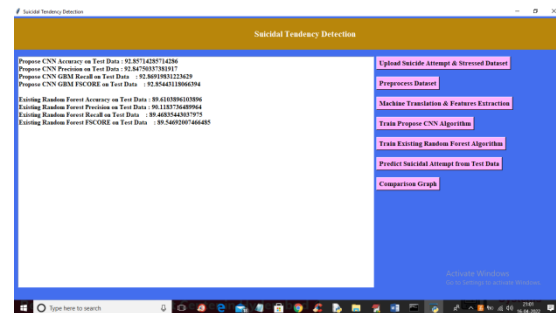 Suicidal Tendency Detection
Suicidal Tendency Detection
Propose CNN Accuracy on Test Data : 92.85714285714286
Propose CNN Precision on Test Data : 92.84750337381917
Propose CNN GBM Recall on Test Data : 92.86919831223629
Propose CNN GBM FSCORE on Test Data : 92.85443118066394
Existing Random Forest Accuracy on Test Data : 89.6103896103896
Existing Random Forest Precision on Test Data : 90.1183736489964
Existing Random Forest Recall on Test Data : 89.46835443037975
Existing Random Forest FSCORE on Test Data : 89.54692007466485
Upload Suicide Attempt & Stressed Dataset
Preprocess Dataset
Machine Translation & Features Extraction
Train Propose CNN Algorithm
Train Existing Random Forest Algorithm
Predict Suicidal Attempt from Test Data
Comparison Graph
Activate Windows
Go to Settings to activate Windows.
Type here to search
21:01